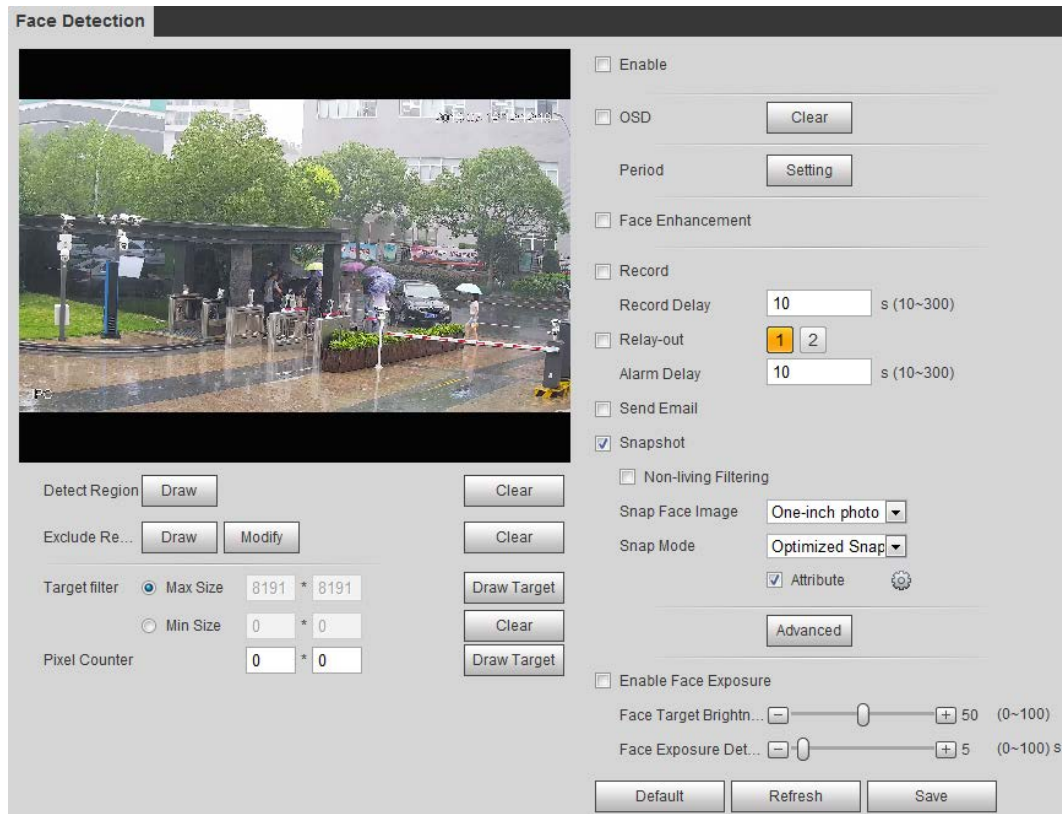 Face Detection
Enable
OSD
Clear
Period
Setting
Face Enhancement
Record
Record Delay
10
s (10~300)
Relay-out
1
2
Alarm Delay
10
s (10~300)
Send Email
Snapshot
Non-living Filtering
Snap Face Image
One-inch photo
Snap Mode
Optimized Snap
Attribute
Advanced
Enable Face Exposure
Face Target Brightn...
50
(0~100)
Face Exposure Det...
5
(0~100) s
Default
Refresh
Save
Detect Region
Draw
Clear
Exclude Re...
Draw
Modify
Clear
Target filter
Max Size
8191 * 8191
Draw Target
Min Size
0 * 0
Clear
Pixel Counter
0 * 0
Draw Target